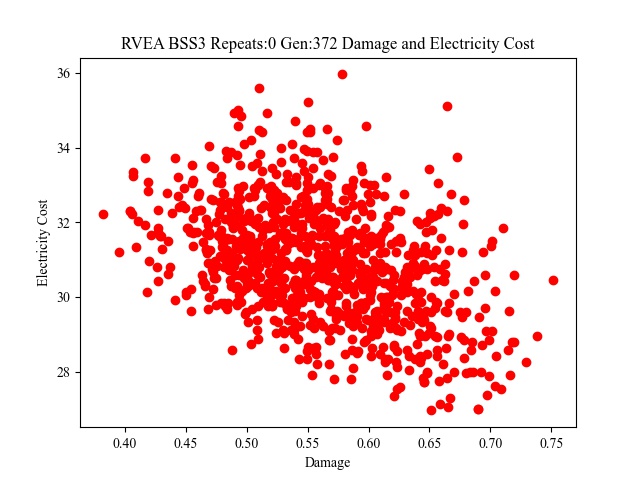 RVEA BSS3 Repeats:0 Gen:372 Damage and Electricity Cost
36
34
32
30
28
Electricity Cost
0.40 0.45 0.50 0.55 0.60 0.65 0.70 0.75
Damage